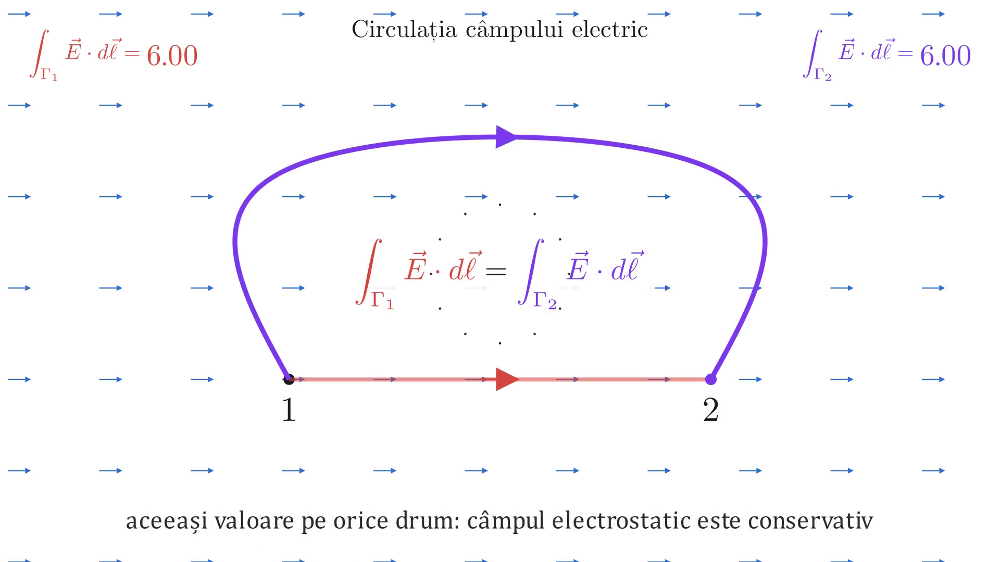 Circulația câmpului electric
∫_{Γ₁} E⃗ · dℓ⃗ = 6.00
∫_{Γ₂} E⃗ · dℓ⃗ = 6.00
∫_{Γ₁} E⃗ · dℓ⃗ = ∫_{Γ₂} E⃗ · dℓ⃗
1
2
aceeași valoare pe orice drum: câmpul electrostatic este conservativ